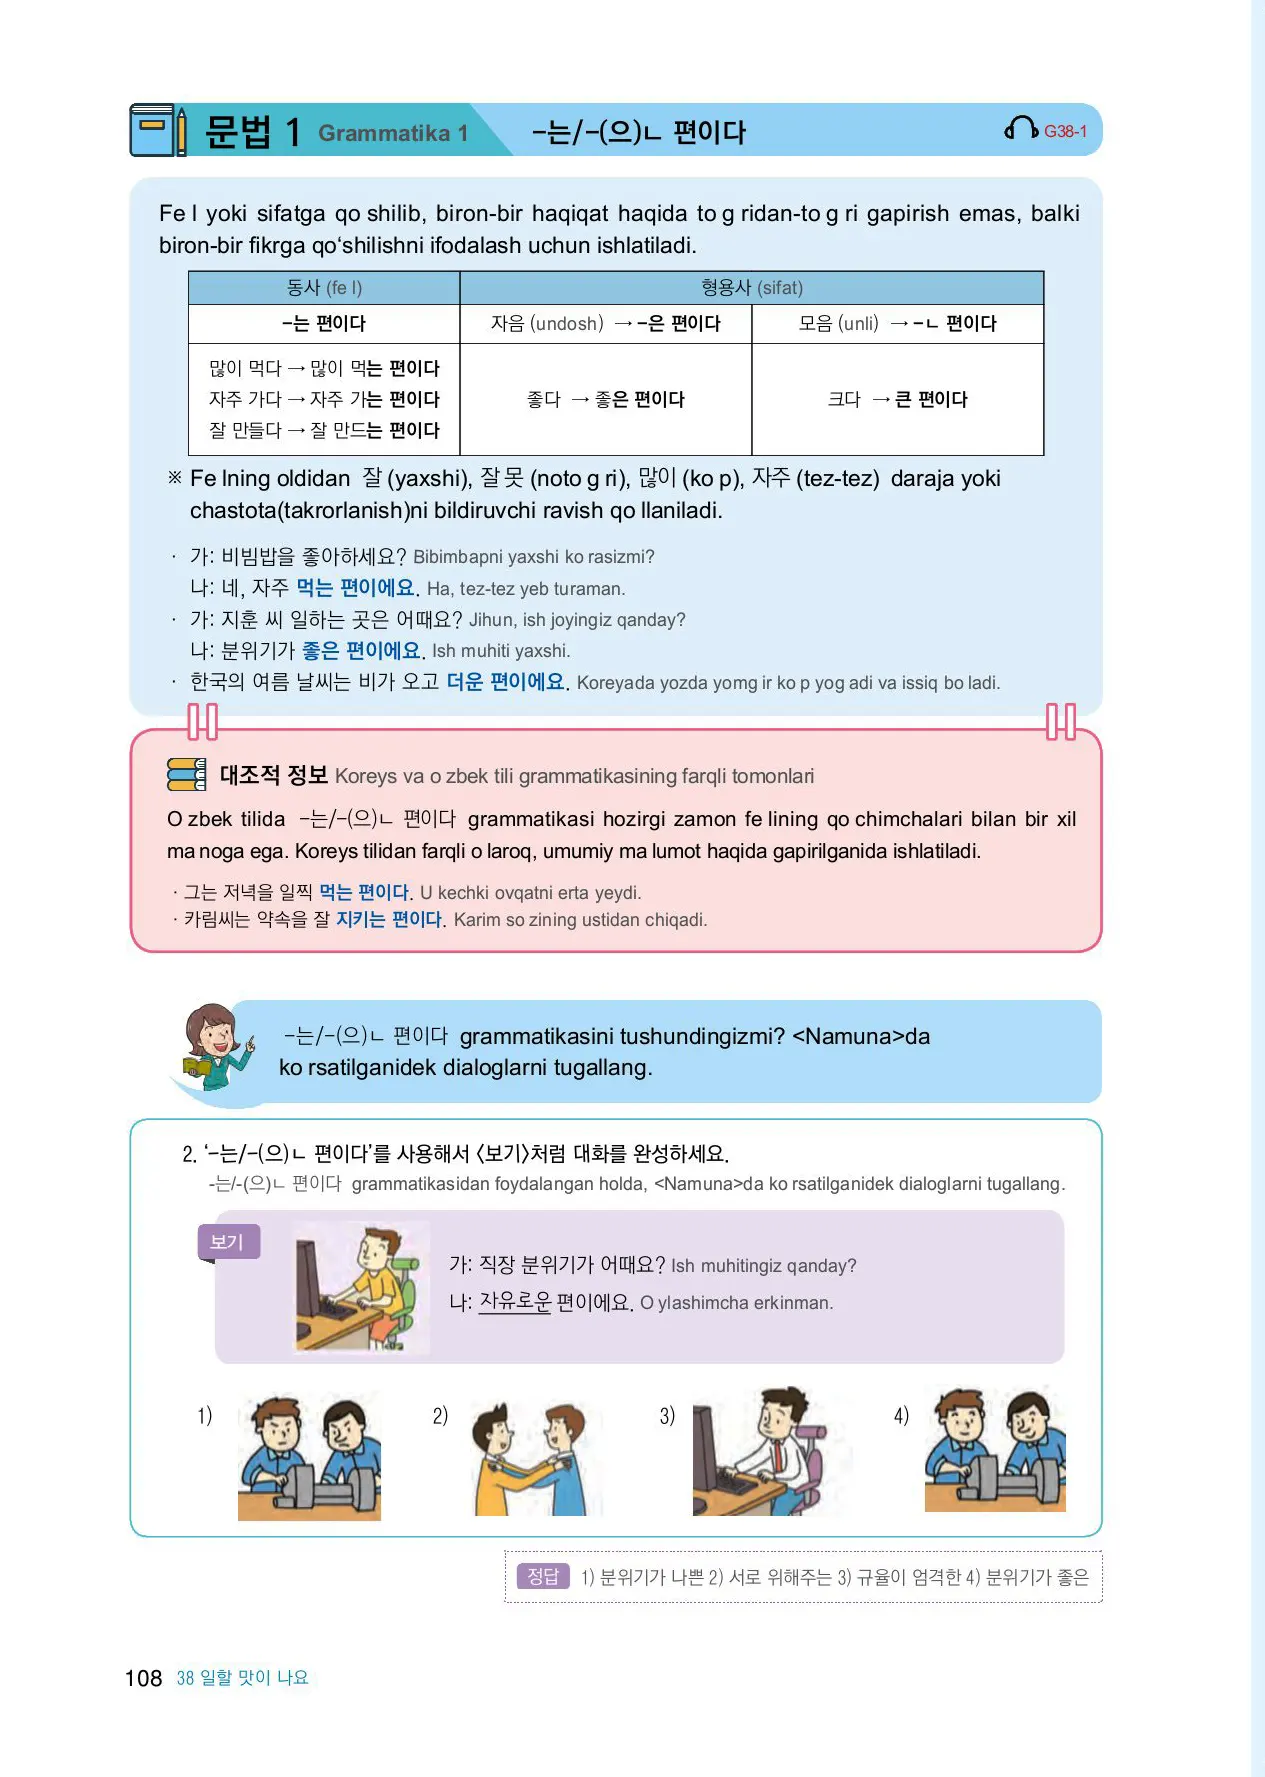 문법 1 Grammatika 1 -는/-(으)ㄴ 편이다 G38-1
Fe l yoki sifatga qo shilib, biron-bir haqiqat haqida to g ridan-to g ri gapirish emas, balki
biron-bir fikrga qo‘shilishni ifodalash uchun ishlatiladi.
동사 (fe l) 형용사 (sifat)
-는 편이다 자음 (undosh) → -은 편이다 모음 (unli) → -ㄴ 편이다
많이 먹다 → 많이 먹는 편이다
자주 가다 → 자주 가는 편이다 좋다 → 좋은 편이다 크다 → 큰 편이다
잘 만들다 → 잘 만드는 편이다
※ Fe lning oldidan 잘 (yaxshi), 잘 못 (noto g ri), 많이 (ko p), 자주 (tez-tez) daraja yoki
chastota(takrorlanish)ni bildiruvchi ravish qo llaniladi.
· 가: 비빔밥을 좋아하세요? Bibimbapni yaxshi ko rasizmi?
나: 네, 자주 먹는 편이에요. Ha, tez-tez yeb turaman.
· 가: 지훈 씨 일하는 곳은 어때요? Jihun, ish joyingiz qanday?
나: 분위기가 좋은 편이에요. Ish muhiti yaxshi.
· 한국의 여름 날씨는 비가 오고 더운 편이에요. Koreyada yozda yomg ir ko p yog adi va issiq bo ladi.
대조적 정보 Koreys va o zbek tili grammatikasining farqli tomonlari
O zbek tilida -는/-(으)ㄴ 편이다 grammatikasi hozirgi zamon fe lining qo chimchalari bilan bir xil
ma noga ega. Koreys tilidan farqli o laroq, umumiy ma lumot haqida gapirilganida ishlatiladi.
· 그는 저녁을 일찍 먹는 편이다. U kechki ovqatni erta yeydi.
· 카림씨는 약속을 잘 지키는 편이다. Karim so zining ustidan chiqadi.
-는/-(으)ㄴ 편이다 grammatikasini tushundingizmi? <Namuna>da
ko rsatilganidek dialoglarni tugallang.
2. ‘-는/-(으)ㄴ 편이다’를 사용해서 〈보기〉처럼 대화를 완성하세요.
-는/-(으)ㄴ 편이다 grammatikasidan foydalangan holda, <Namuna>da ko rsatilganidek dialoglarni tugallang.
보기
가: 직장 분위기가 어때요? Ish muhitingiz qanday?
나: 자유로운 편이에요. O ylashimcha erkinman.
1) 2) 3) 4)
정답 1) 분위기가 나쁜 2) 서로 위해주는 3) 규율이 엄격한 4) 분위기가 좋은
108 38 일할 맛이 나요